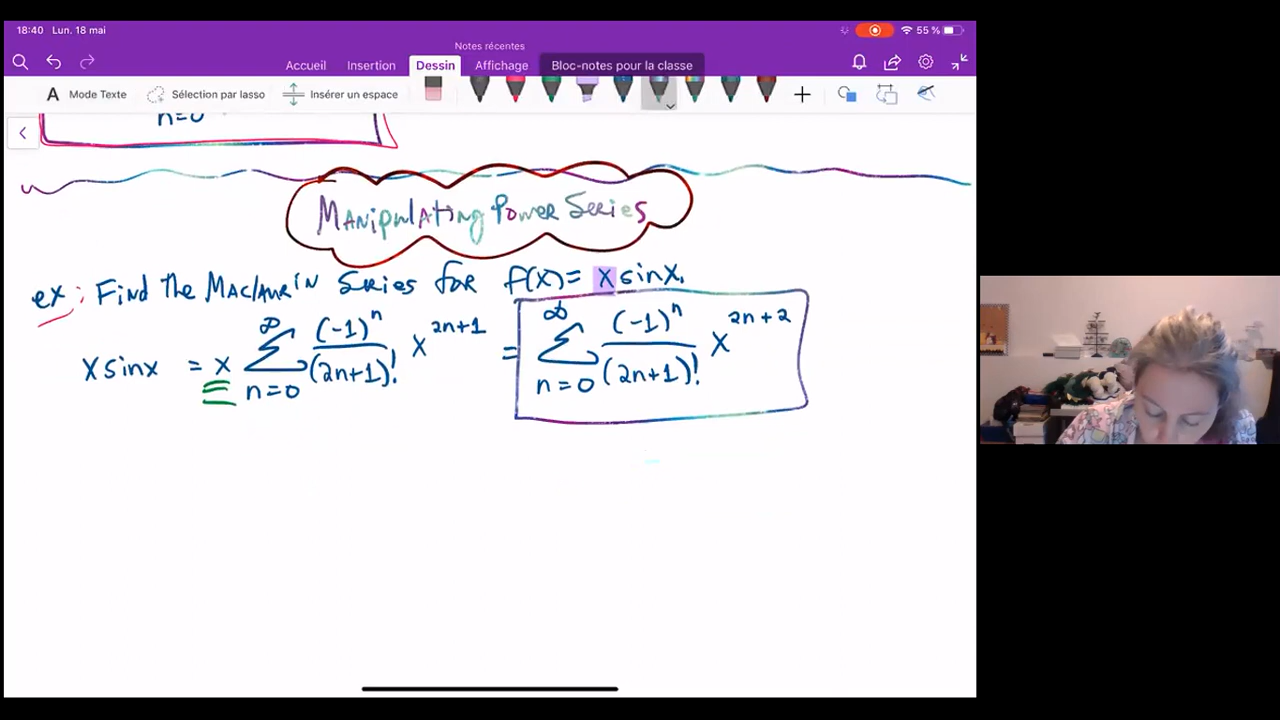 18:40 Lun. 18 mai
55 %
Notes récentes
Accueil Insertion Dessin Affichage Bloc-notes pour la classe
A Mode Texte Sélection par lasso Insérer un espace
n=0
Manipulating Power Series
ex: Find the Maclaurin Series for f(x)= x sinx.
x sinx = x ∑_{n=0}^{∞} (-1)^n/(2n+1)! x^{2n+1} = ∑_{n=0}^{∞} (-1)^n/(2n+1)! x^{2n+2}